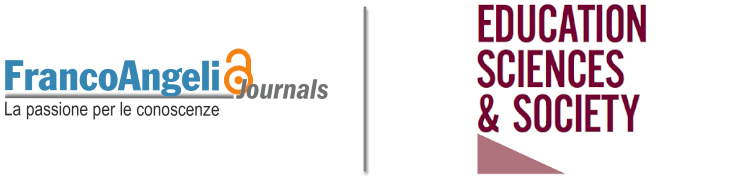 FrancoAngeli Journals
La passione per le conoscenze
EDUCATION
SCIENCES
& SOCIETY